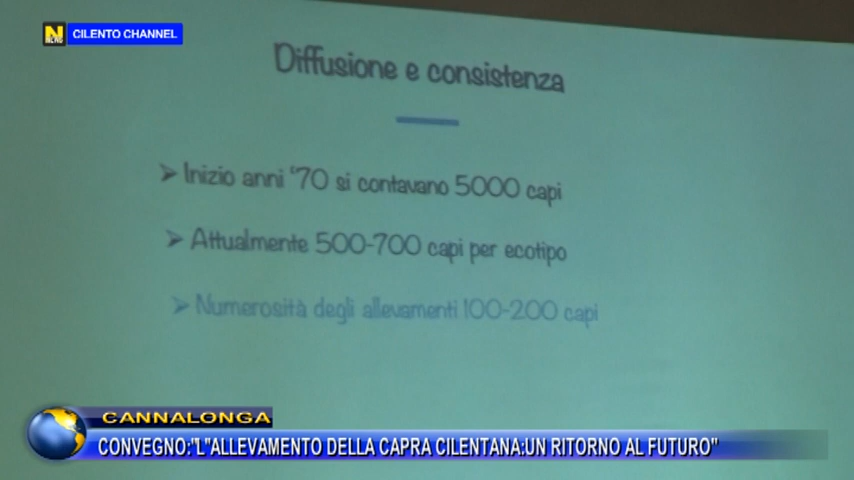 CILENTO CHANNEL
Diffusione e consistenza
➢ Inizio anni '70 si contavano 5000 capi
➢ Attualmente 500-700 capi per ecotipo
➢ Numerosità degli allevamenti 100-200 capi
CANNALONGA
CONVEGNO:"L"ALLEVAMENTO DELLA CAPRA CILENTANA:UN RITORNO AL FUTURO"